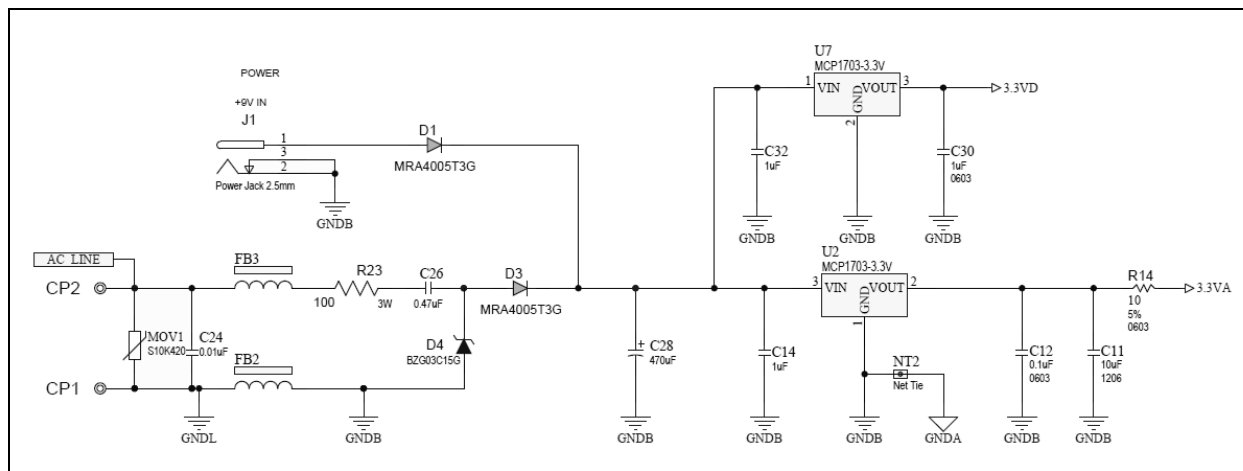 POWER
+9V IN
J1
1
3
2
Power Jack 2.5mm
GNDB
D1
MRA4005T3G
U7
MCP1703-3.3V
1
VIN
VOUT
3
GND
2
3.3VD
C32
1uF
C30
1uF
0603
GNDB
GNDB
GNDB
AC LINE
CP2
FB3
R23
100
3W
C26
0.47uF
D3
MRA4005T3G
MOV1
S10K420
C24
0.01uF
FB2
D4
BZG03C15G
CP1
GNDL
GNDB
C28
470uF
GNDB
C14
1uF
GNDB
U2
MCP1703-3.3V
3
VIN
VOUT
2
GND
1
NT2
Net Tie
GNDB
GNDA
C12
0.1uF
0603
GNDB
C11
10uF
1206
GNDB
R14
10
5%
0603
3.3VA